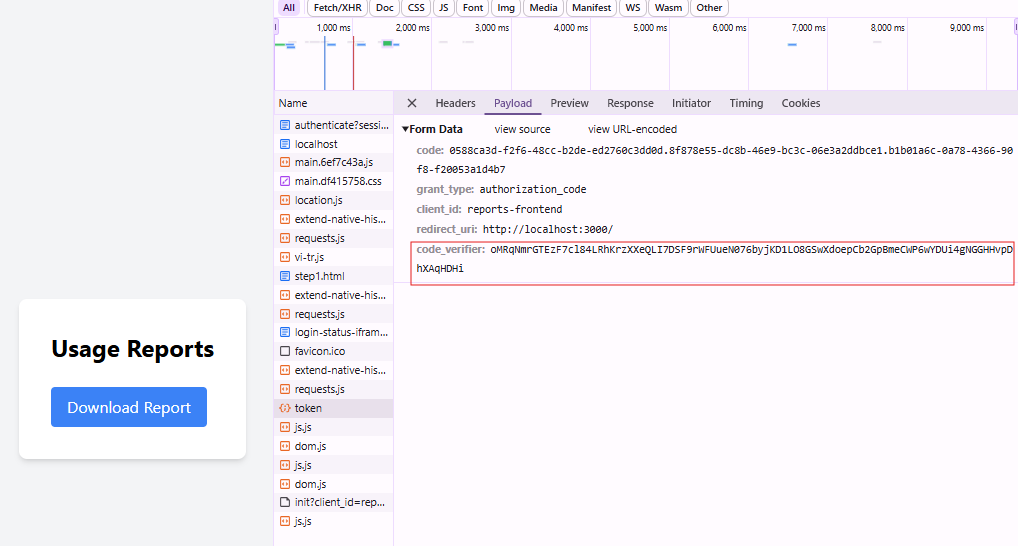 All Fetch/XHR Doc CSS JS Font Img Media Manifest WS Wasm Other
1,000 ms 2,000 ms 3,000 ms 4,000 ms 5,000 ms 6,000 ms 7,000 ms 8,000 ms 9,000 ms
Name
authenticate?sessi...
localhost
main.6ef7c43a.js
main.df415758.css
location.js
extend-native-his...
requests.js
vi-tr.js
step1.html
extend-native-his...
requests.js
login-status-ifram...
favicon.ico
extend-native-his...
requests.js
token
js.js
dom.js
js.js
dom.js
init?client_id=rep...
js.js
Headers Payload Preview Response Initiator Timing Cookies
Form Data view source view URL-encoded
code: 0588ca3d-f2f6-48cc-b2de-ed2760c3dd0d.8f878e55-dc8b-46e9-bc3c-06e3a2ddbce1.b1b01a6c-0a78-4366-90
f8-f20053a1d4b7
grant_type: authorization_code
client_id: reports-frontend
redirect_uri: http://localhost:3000/
code_verifier: oMRqNmrGTEzF7cl84LRhKrzXXeQLI7DSF9rWFUueN076byjKD1LO8GSwXdoepCb2GpBmeCWP6wYDUi4gNGGHHvpD
hXAqHDHi
Usage Reports
Download Report